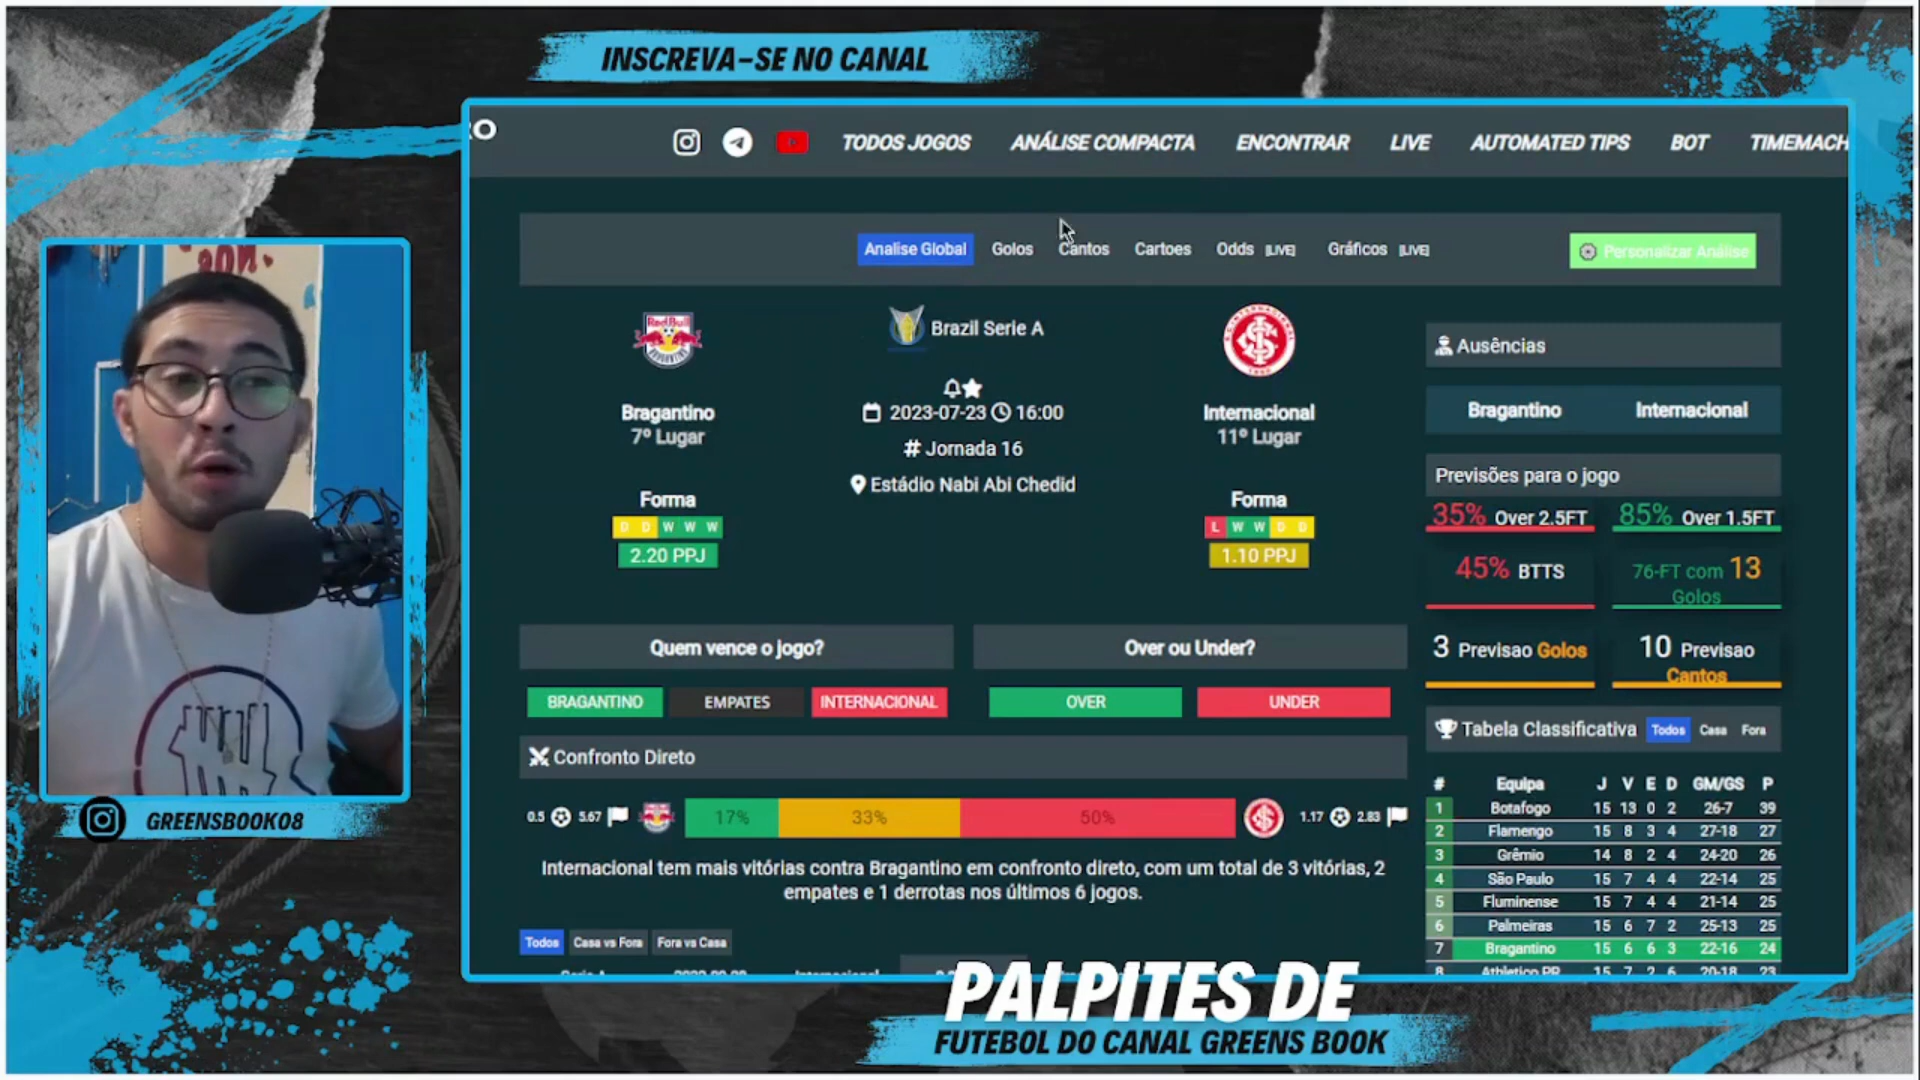 INSCREVA-SE NO CANAL
RO
TODOS JOGOS
ANÁLISE COMPACTA
ENCONTRAR
LIVE
AUTOMATED TIPS
BOT
TIMEMACH
Analise Global
Golos
Cantos
Cartoes
Odds [LIVE]
Gráficos [LIVE]
Personalizar Análise
Brazil Serie A
Bragantino
7º Lugar
2023-07-23 16:00
# Jornada 16
Estádio Nabi Abi Chedid
Internacional
11º Lugar
Forma
D D W W W
2.20 PPJ
Forma
L W W D D
1.10 PPJ
Ausências
Bragantino Internacional
Previsões para o jogo
35% Over 2.5FT
85% Over 1.5FT
45% BTTS
76-FT com 13
Golos
3 Previsao Golos
10 Previsao
Cantos
Quem vence o jogo?
BRAGANTINO EMPATES INTERNACIONAL
Over ou Under?
OVER UNDER
Confronto Direto
0.5 5.67 17% 33% 50% 1.17 2.83
Internacional tem mais vitórias contra Bragantino em confronto direto, com um total de 3 vitórias, 2
empates e 1 derrotas nos últimos 6 jogos.
Todos Casa vs Fora Fora vs Casa
Tabela Classificativa Todos Casa Fora
# Equipa J V E D GM/GS P
1 Botafogo 15 13 0 2 26-7 39
2 Flamengo 15 8 3 4 27-18 27
3 Grêmio 14 8 2 4 24-20 26
4 São Paulo 15 7 4 4 22-14 25
5 Fluminense 15 7 4 4 21-14 25
6 Palmeiras 15 6 7 2 25-13 25
7 Bragantino 15 6 6 3 22-16 24
8 Athletico PR 15 7 2 6 20-18 23
GREENSBOOK08
PALPITES DE
FUTEBOL DO CANAL GREENS BOOK